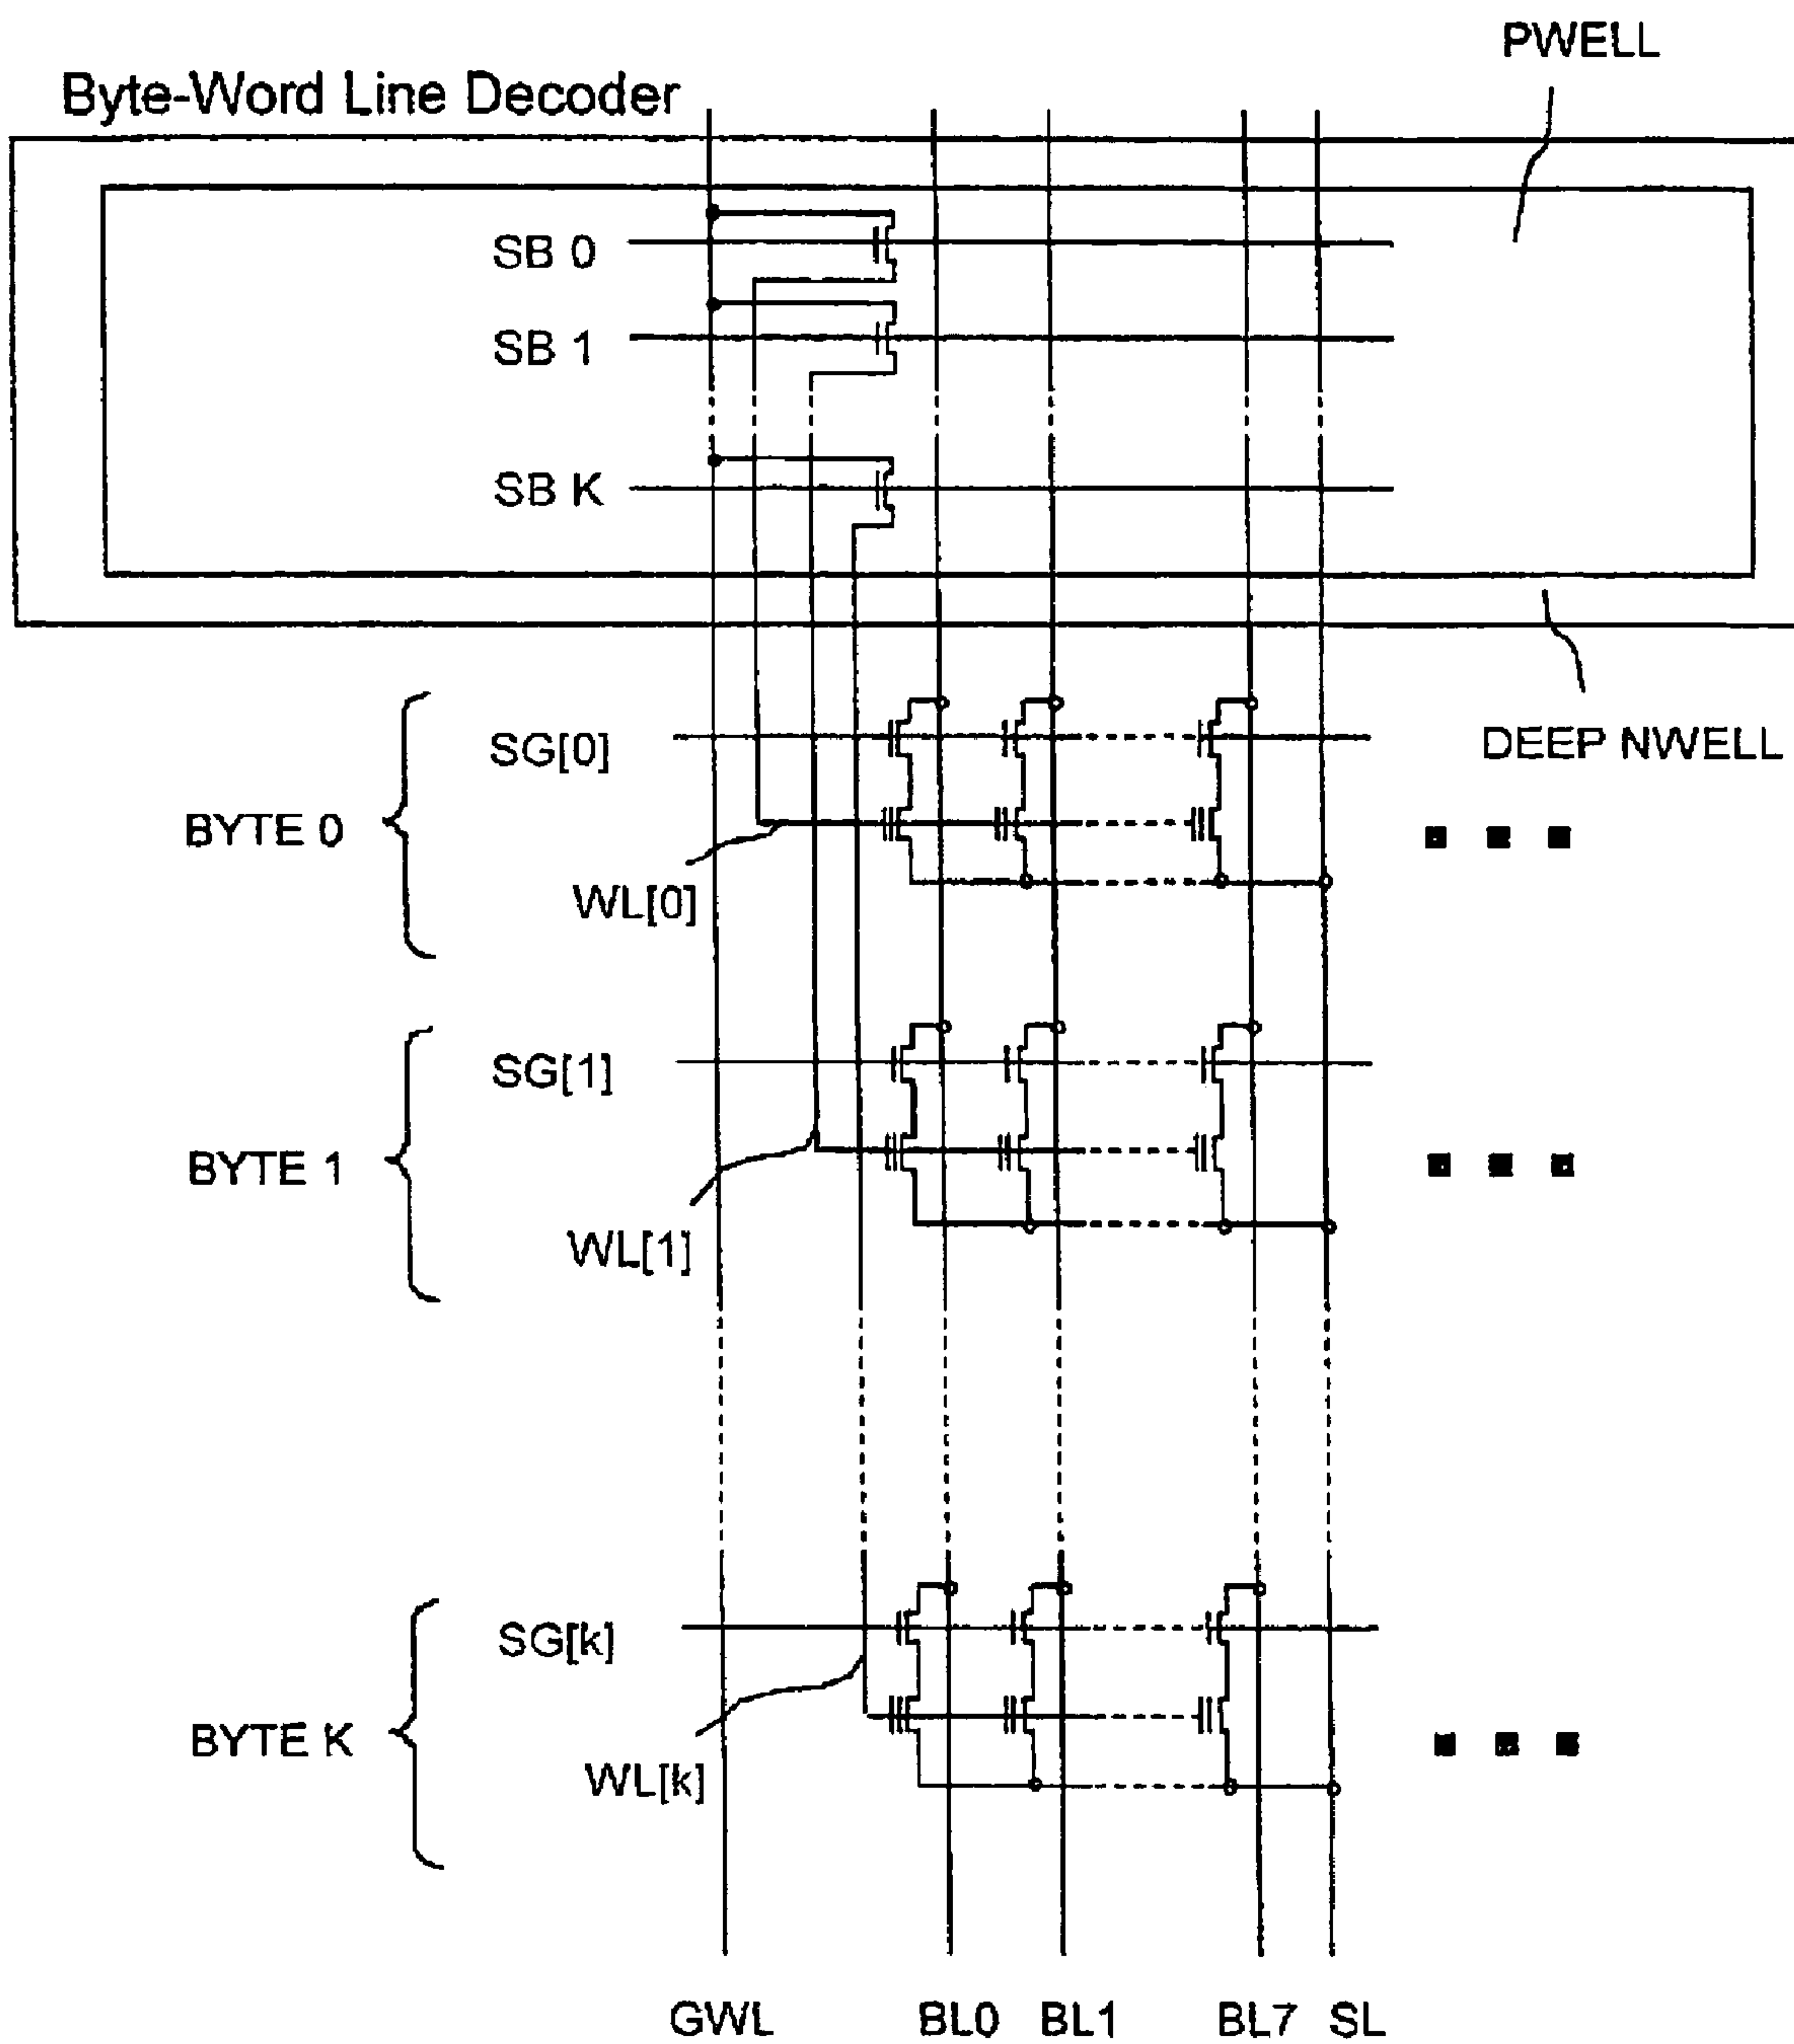 PWELL
Byte-Word Line Decoder
SB 0
SB 1
SB K
SG[0]
DEEP NWELL
BYTE 0
WL[0]
SG[1]
BYTE 1
WL[1]
SG[k]
BYTE K
WL[k]
GWL BL0 BL1 BL7 SL